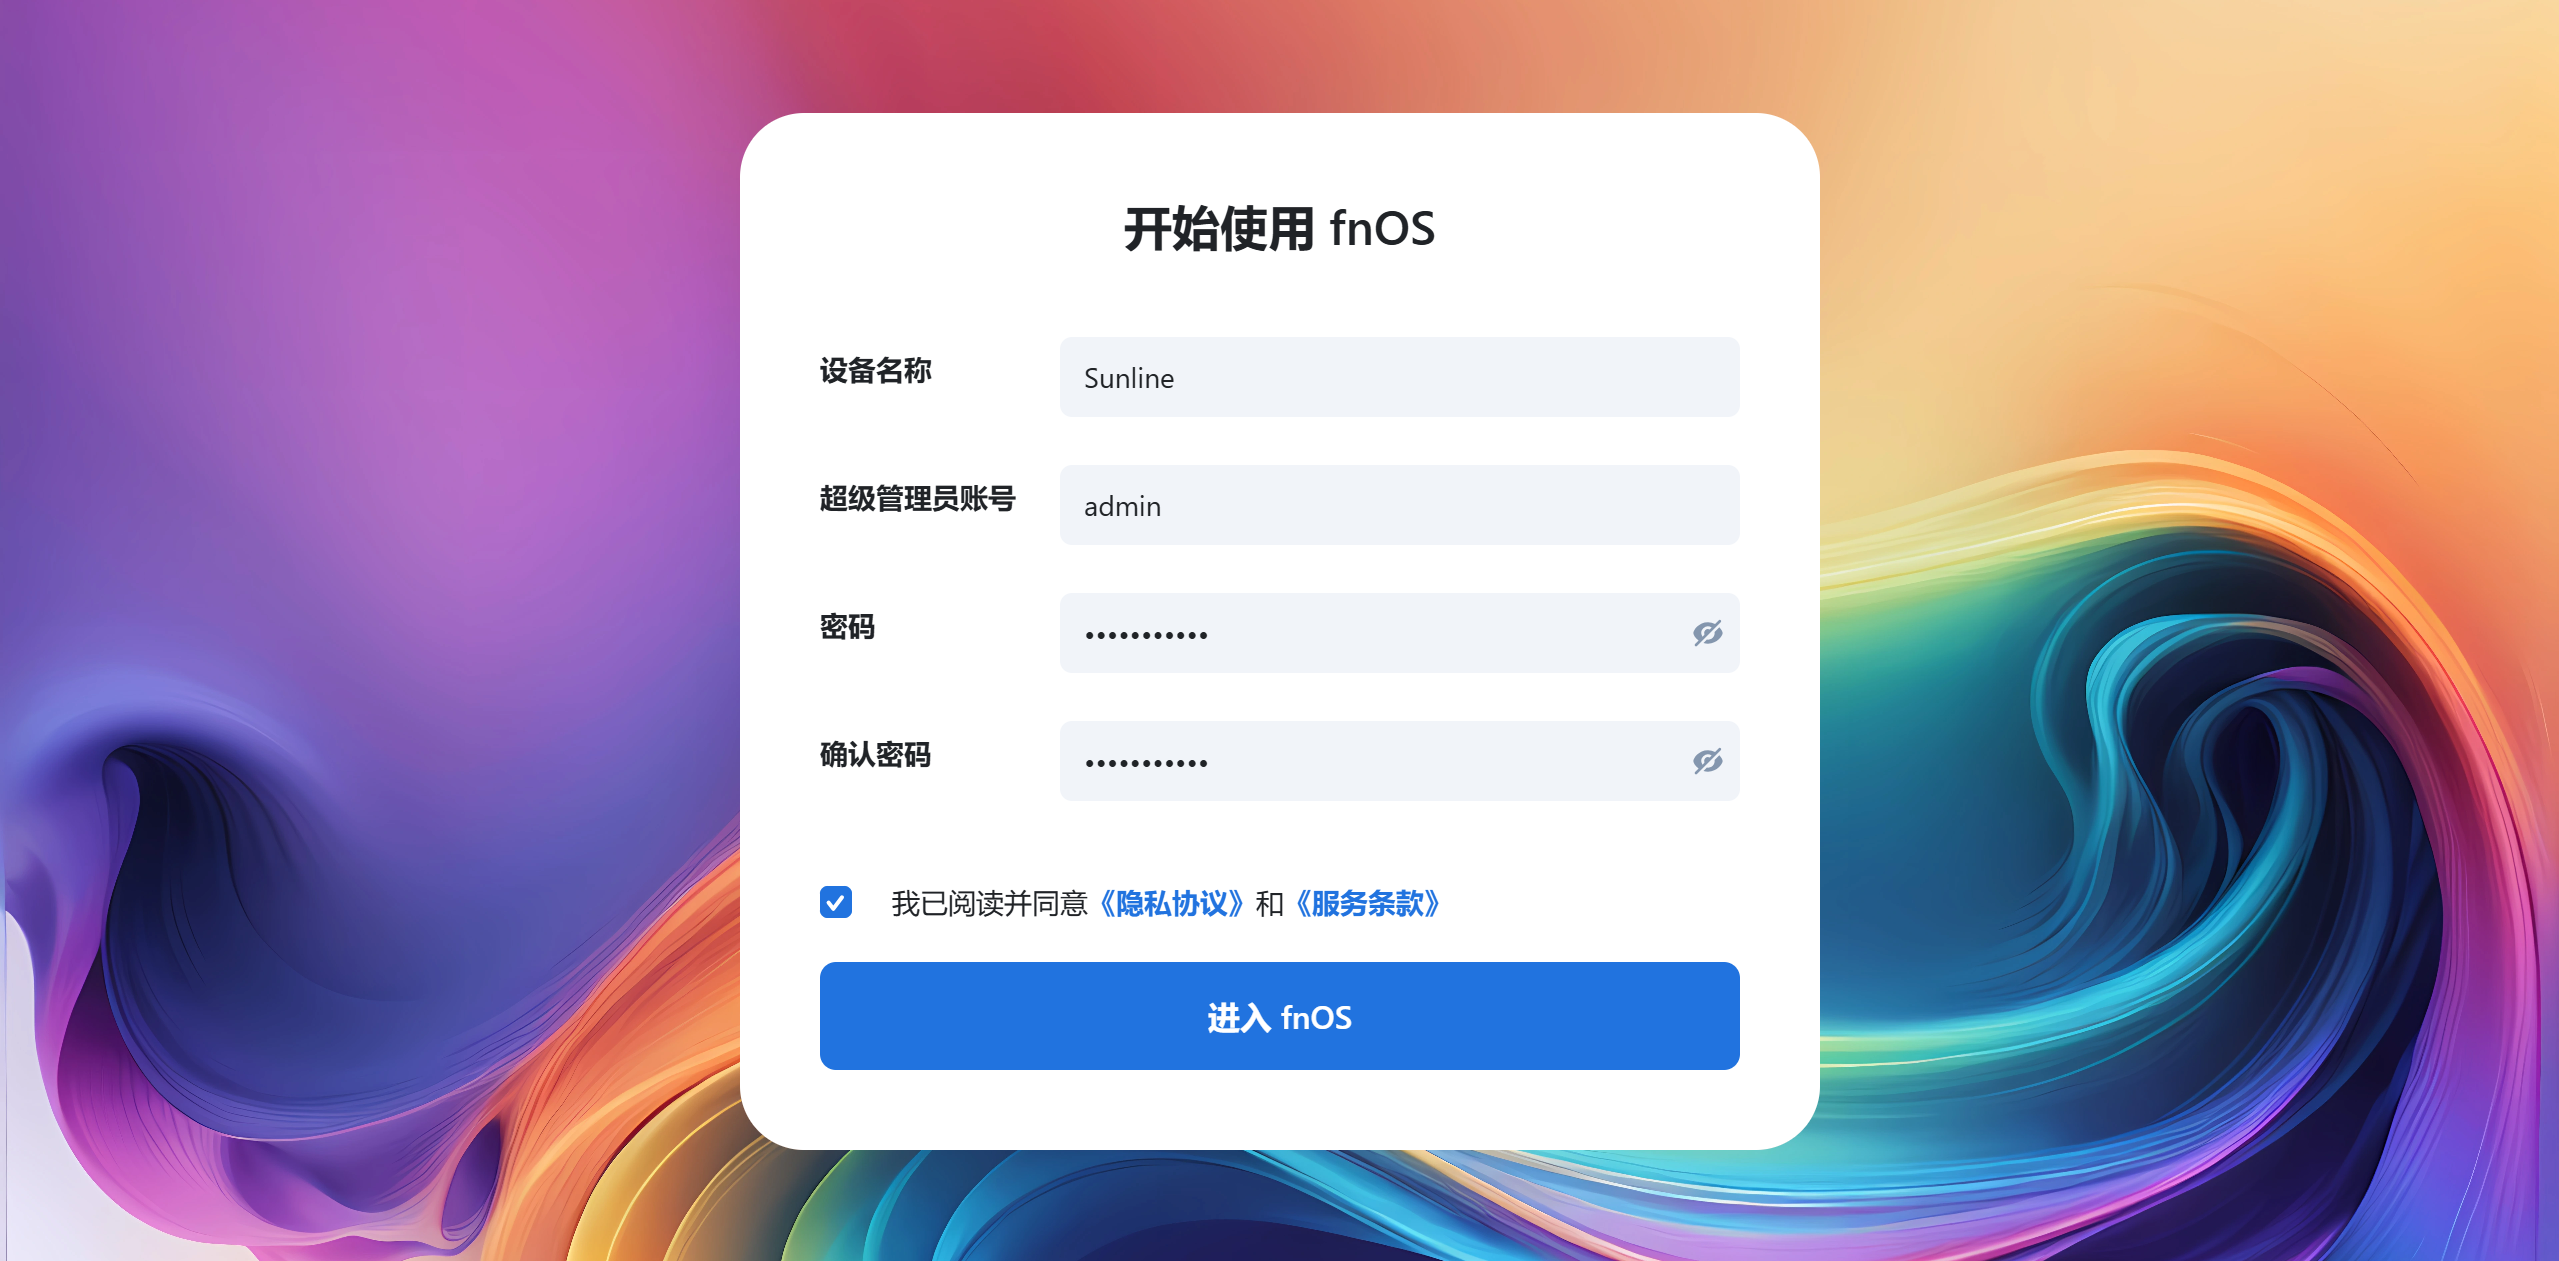 开始使用 fnOS
设备名称 Sunline
超级管理员账号 admin
密码 •••••••••••
确认密码 •••••••••••
我已阅读并同意《隐私协议》和《服务条款》
进入 fnOS